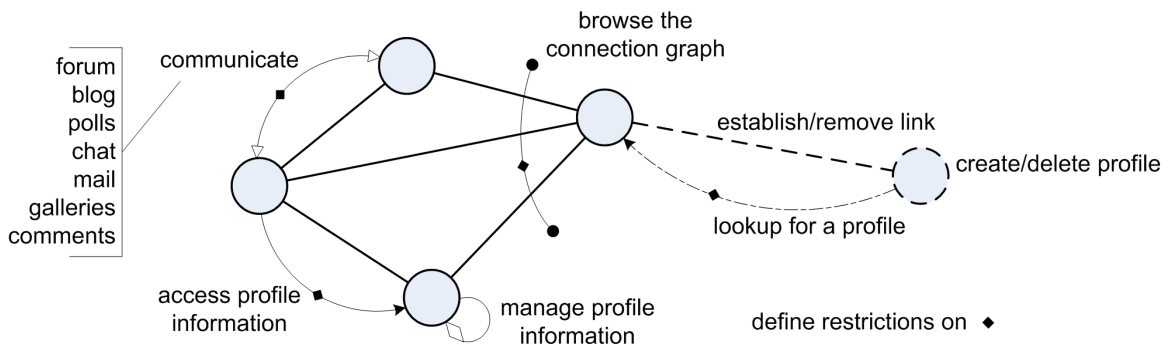 browse the
connection graph
communicate
forum
blog
polls
chat
mail
galleries
comments
establish/remove link
create/delete profile
lookup for a profile
access profile
information
manage profile
information
define restrictions on